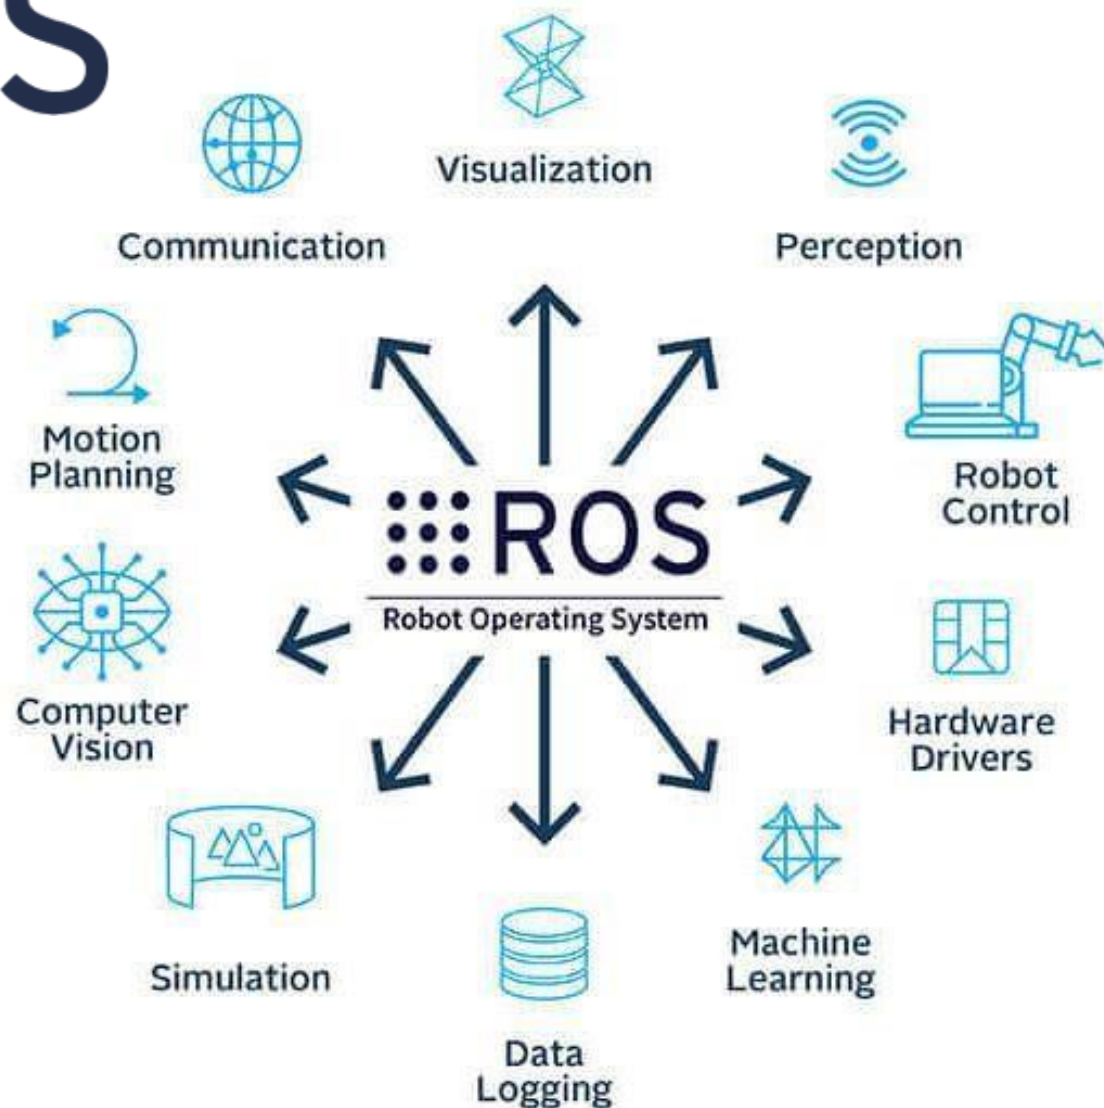 S
Visualization
Communication
Perception
Motion
Planning
Robot
Control
ROS
Robot Operating System
Computer
Vision
Hardware
Drivers
Simulation
Machine
Learning
Data
Logging